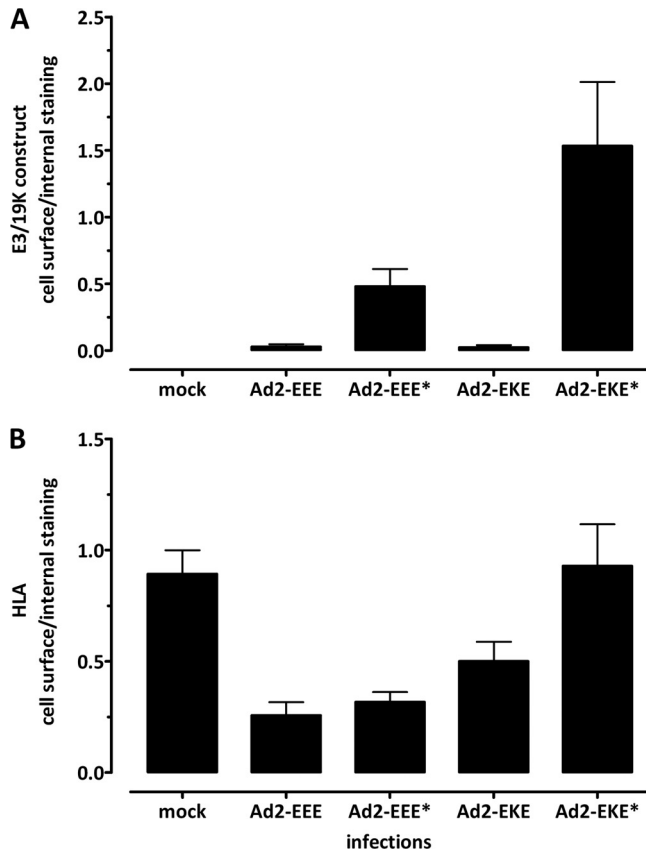 A
E3/19K construct
cell surface/internal staining
2.5
2.0
1.5
1.0
0.5
0.0
mock Ad2-EEE Ad2-EEE* Ad2-EKE Ad2-EKE*
B
HLA
cell surface/internal staining
1.5
1.0
0.5
0.0
mock Ad2-EEE Ad2-EEE* Ad2-EKE Ad2-EKE*
infections